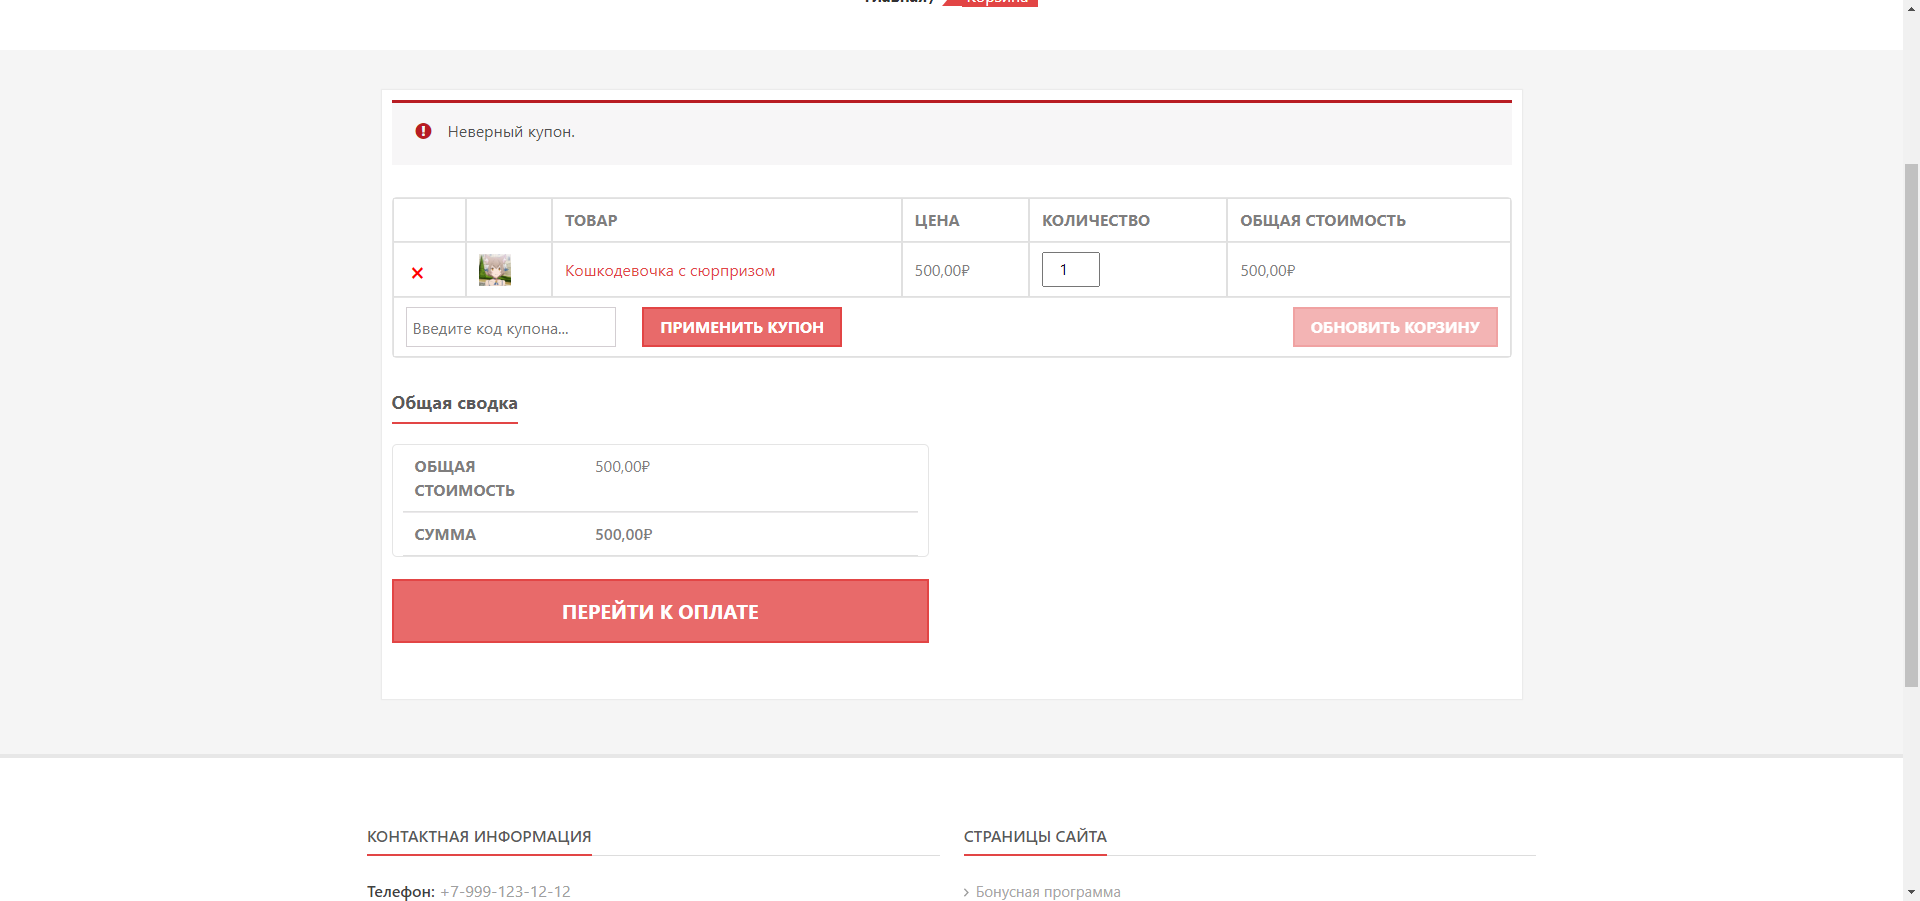 Главная/ Корзина
Неверный купон.
ТОВАР ЦЕНА КОЛИЧЕСТВО ОБЩАЯ СТОИМОСТЬ
× Кошкодевочка с сюрпризом 500,00₽ 1 500,00₽
Введите код купона... ПРИМЕНИТЬ КУПОН ОБНОВИТЬ КОРЗИНУ
Общая сводка
ОБЩАЯ СТОИМОСТЬ 500,00₽
СУММА 500,00₽
ПЕРЕЙТИ К ОПЛАТЕ
КОНТАКТНАЯ ИНФОРМАЦИЯ
Телефон: +7-999-123-12-12
СТРАНИЦЫ САЙТА
› Бонусная программа